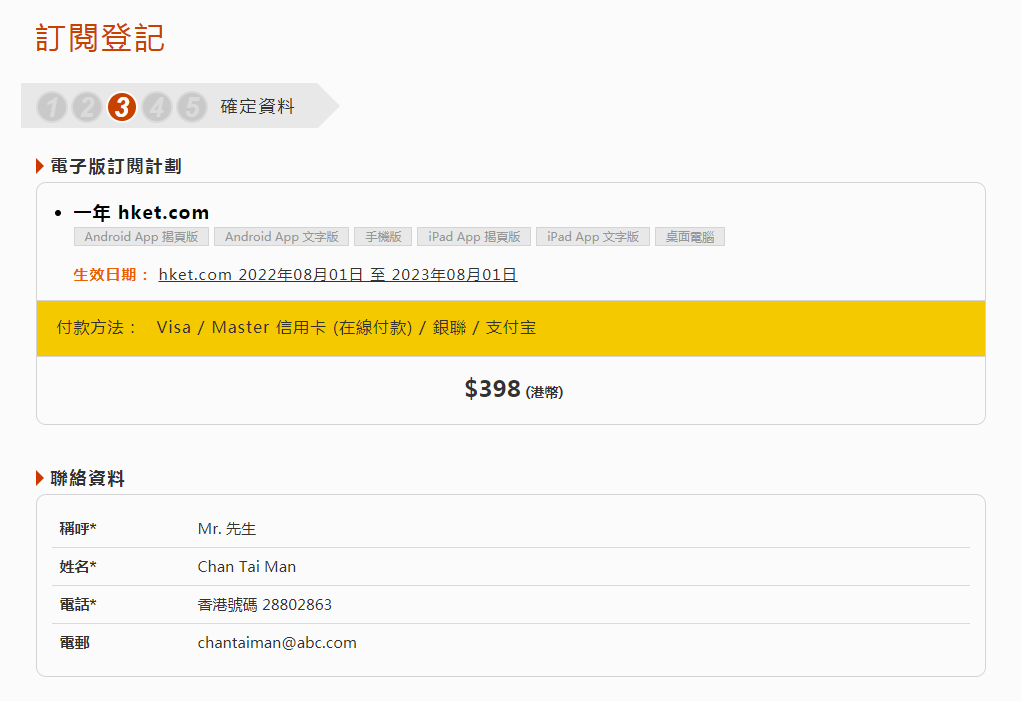 訂閱登記
1 2 3 4 5 確定資料
電子版訂閱計劃
一年 hket.com
Android App 揭頁版 Android App 文字版 手機版 iPad App 揭頁版 iPad App 文字版 桌面電腦
生效日期： hket.com 2022年08月01日 至 2023年08月01日
付款方法： Visa / Master 信用卡 (在線付款) / 銀聯 / 支付宝
$398 (港幣)
聯絡資料
稱呼* Mr. 先生
姓名* Chan Tai Man
電話* 香港號碼 28802863
電郵 chantaiman@abc.com